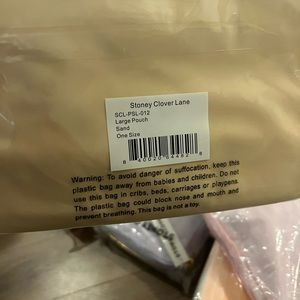 Stoney Clover Lane
SCL-PSL-012
Large Pouch
Sand
One Size
Warning: To avoid danger of suffocation, keep this
plastic bag away from babies and children. Do not
use this bag in cribs, beds, carriages or playpens.
The plastic bag could block nose and mouth and
prevent breathing. This bag is not a toy.